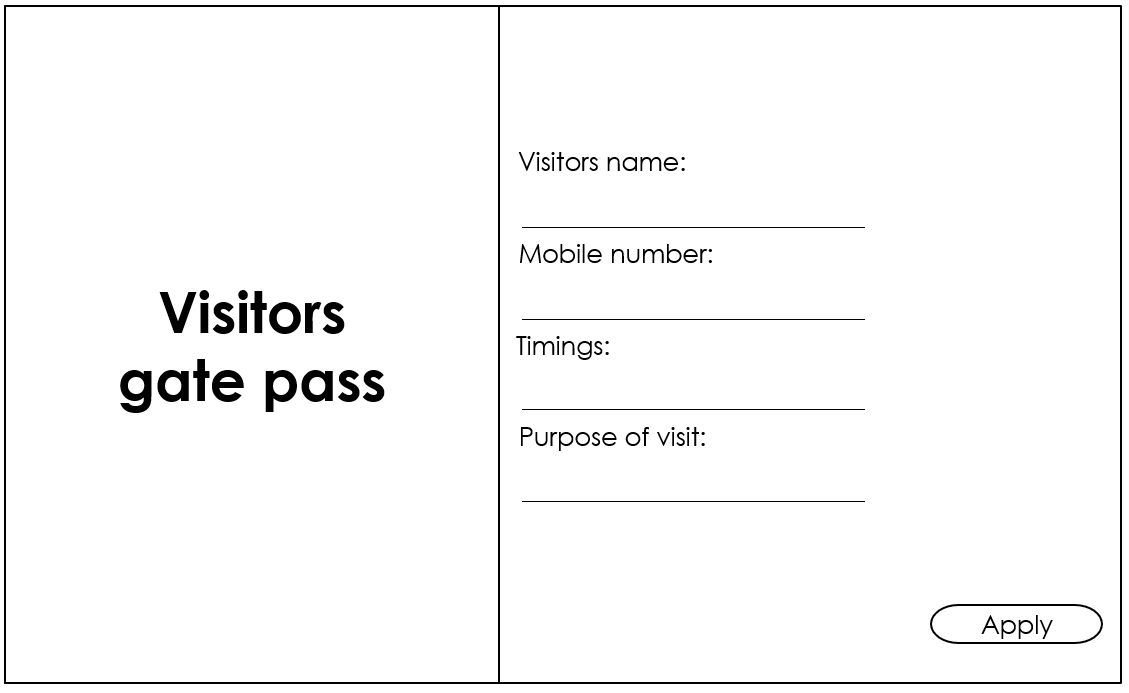 Visitors
gate pass
Visitors name:
Mobile number:
Timings:
Purpose of visit:
Apply